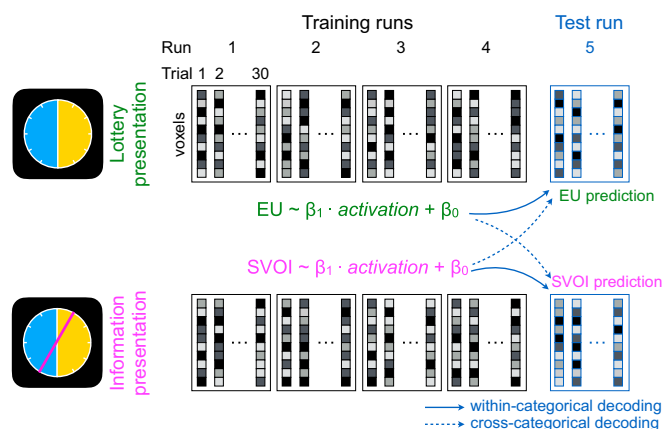 Training runs
Test run
Run 1 2 3 4 5
Trial 1 2 30
Lottery
presentation
voxels
... ... ... ... ...
EU ~ β₁ · activation + β₀
EU prediction
SVOI ~ β₁ · activation + β₀
SVOI prediction
Information
presentation
... ... ... ... ...
within-categorical decoding
cross-categorical decoding